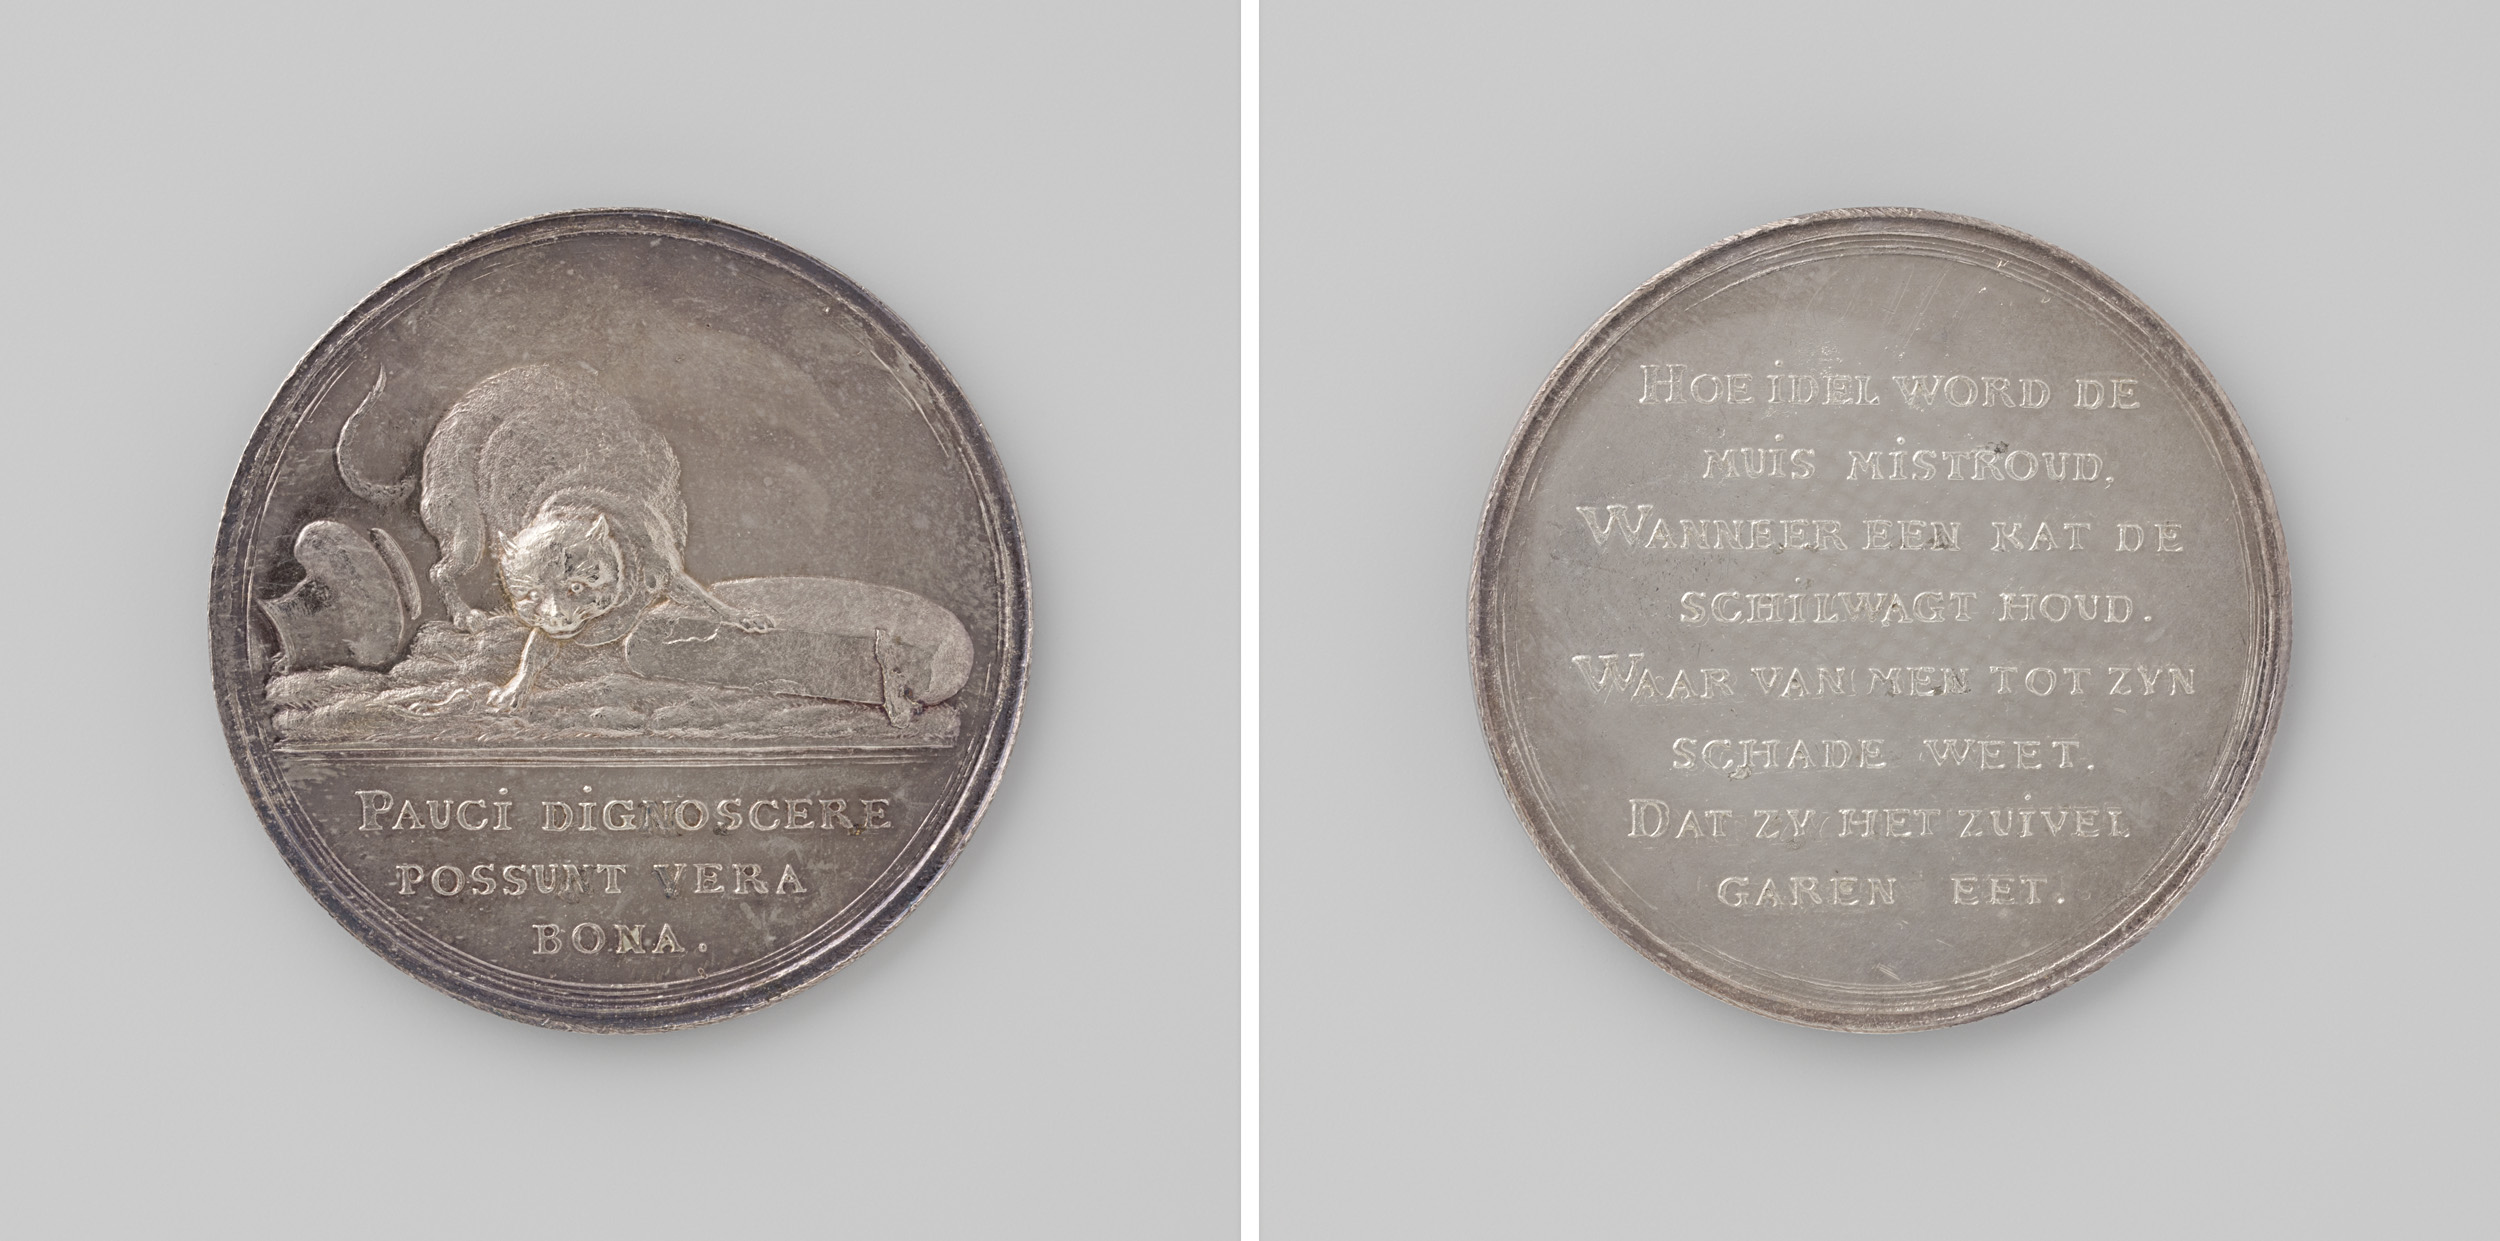 PAUCI DIGNOSCERE
POSSUNT VERA
BONA.
HOE IDEL WORD DE
MUIS MISTROUD,
WANNEER EEN KAT DE
SCHILWAGT HOUD.
WAAR VAN MEN TOT ZYN
SCHADE WEET.
DAT ZY HET ZUIVEL
GAREN EET.